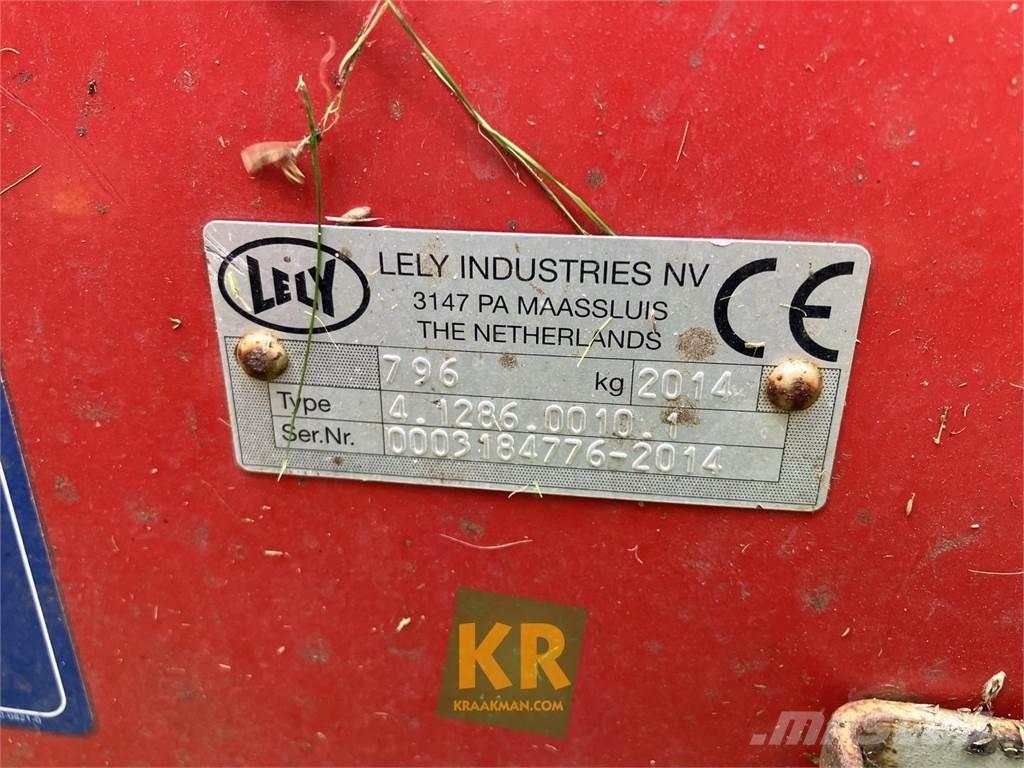 LELY
LELY INDUSTRIES NV
3147 PA MAASSLUIS
THE NETHERLANDS
CE
796 kg 2014
Type 4.1286.0010.1
Ser.Nr. 0003184776-2014
KR
KRAAKMAN.COM